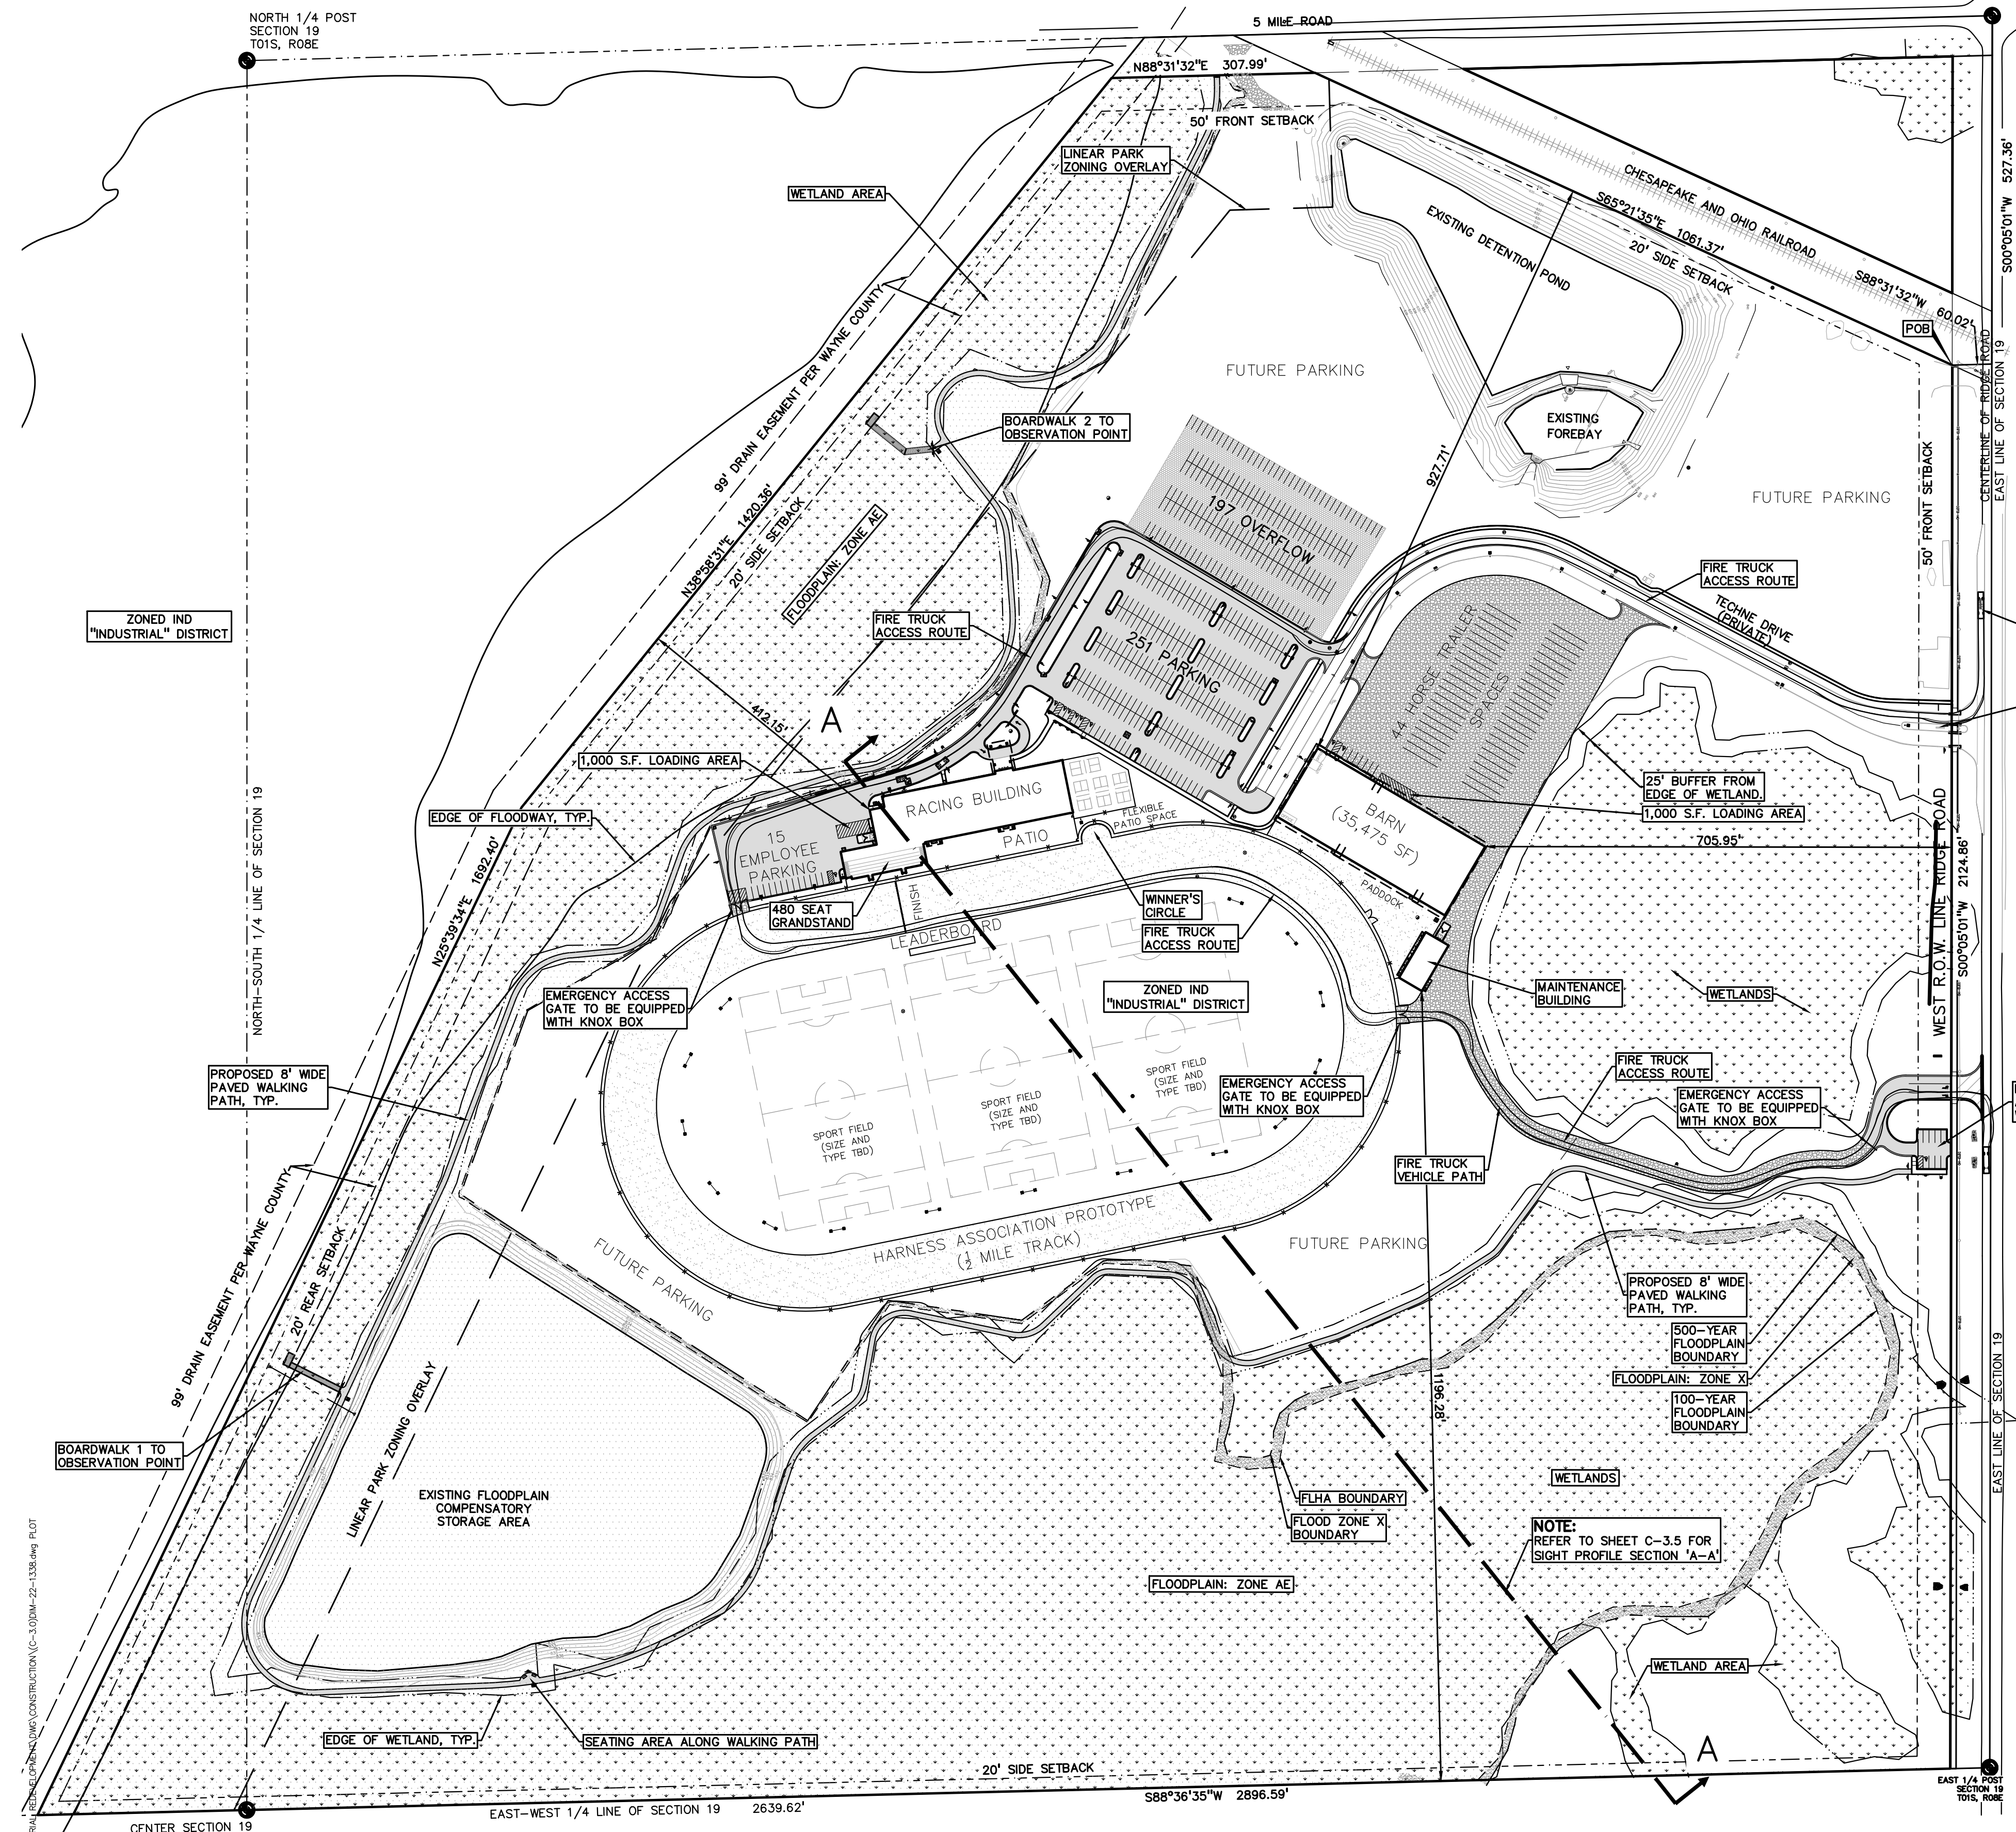 NORTH 1/4 POST
SECTION 19
T01S, R08E
5 MILE ROAD
N88°31'32"E 307.99'
50' FRONT SETBACK
LINEAR PARK
ZONING OVERLAY
WETLAND AREA
CHESAPEAKE AND OHIO RAILROAD
S65°21'35"E 1061.37'
20' SIDE SETBACK
S88°31'32"W 60.02'
POB
S00°05'01"W 527.36'
CENTERLINE OF RIDGE ROAD
EAST LINE OF SECTION 19
EXISTING DETENTION POND
EXISTING
FOREBAY
FUTURE PARKING
FUTURE PARKING
50' FRONT SETBACK
99' DRAIN EASEMENT PER WAYNE COUNTY
N38°58'31"E 1420.36'
20' SIDE SETBACK
FLOODPLAIN: ZONE AE
BOARDWALK 2 TO
OBSERVATION POINT
927.71'
197 OVERFLOW
251 PARKING
FIRE TRUCK
ACCESS ROUTE
FIRE TRUCK
ACCESS ROUTE
TECHNE DRIVE
(PRIVATE)
44 HORSE TRAILER
SPACES
ZONED IND
"INDUSTRIAL" DISTRICT
412.15'
A
1,000 S.F. LOADING AREA
RACING BUILDING
PATIO
FLEXIBLE
PATIO SPACE
BARN
(35,475 SF)
PADDOCK
25' BUFFER FROM
EDGE OF WETLAND.
1,000 S.F. LOADING AREA
705.95'
EDGE OF FLOODWAY, TYP.
15
EMPLOYEE
PARKING
480 SEAT
GRANDSTAND
FINISH
LEADERBOARD
WINNER'S
CIRCLE
FIRE TRUCK
ACCESS ROUTE
ZONED IND
"INDUSTRIAL" DISTRICT
MAINTENANCE
BUILDING
WETLANDS
WEST R.O.W. LINE RIDGE ROAD
S00°05'01"W 2124.86'
NORTH-SOUTH 1/4 LINE OF SECTION 19
N25°39'34"E 1692.40'
EMERGENCY ACCESS
GATE TO BE EQUIPPED
WITH KNOX BOX
PROPOSED 8' WIDE
PAVED WALKING
PATH, TYP.
SPORT FIELD
(SIZE AND
TYPE TBD)
SPORT FIELD
(SIZE AND
TYPE TBD)
SPORT FIELD
(SIZE AND
TYPE TBD)
EMERGENCY ACCESS
GATE TO BE EQUIPPED
WITH KNOX BOX
FIRE TRUCK
ACCESS ROUTE
EMERGENCY ACCESS
GATE TO BE EQUIPPED
WITH KNOX BOX
FIRE TRUCK
VEHICLE PATH
HARNESS ASSOCIATION PROTOTYPE
(1/2 MILE TRACK)
FUTURE PARKING
FUTURE PARKING
PROPOSED 8' WIDE
PAVED WALKING
PATH, TYP.
500-YEAR
FLOODPLAIN
BOUNDARY
FLOODPLAIN: ZONE X
100-YEAR
FLOODPLAIN
BOUNDARY
99' DRAIN EASEMENT PER WAYNE COUNTY
20' REAR SETBACK
BOARDWALK 1 TO
OBSERVATION POINT
LINEAR PARK ZONING OVERLAY
EXISTING FLOODPLAIN
COMPENSATORY
STORAGE AREA
1196.28'
WETLANDS
FLHA BOUNDARY
FLOOD ZONE X
BOUNDARY
NOTE:
REFER TO SHEET C-3.5 FOR
SIGHT PROFILE SECTION 'A-A'
FLOODPLAIN: ZONE AE
EAST LINE OF SECTION 19
WETLAND AREA
EDGE OF WETLAND, TYP.
SEATING AREA ALONG WALKING PATH
A
20' SIDE SETBACK
S88°36'35"W 2896.59'
EAST-WEST 1/4 LINE OF SECTION 19 2639.62'
CENTER SECTION 19
EAST 1/4 POST
SECTION 19
T01S, R08E
REDEVELOPMENT\DWG\CONSTRUCTION\(C-3.0)DIM-22-1338.dwg PLOT